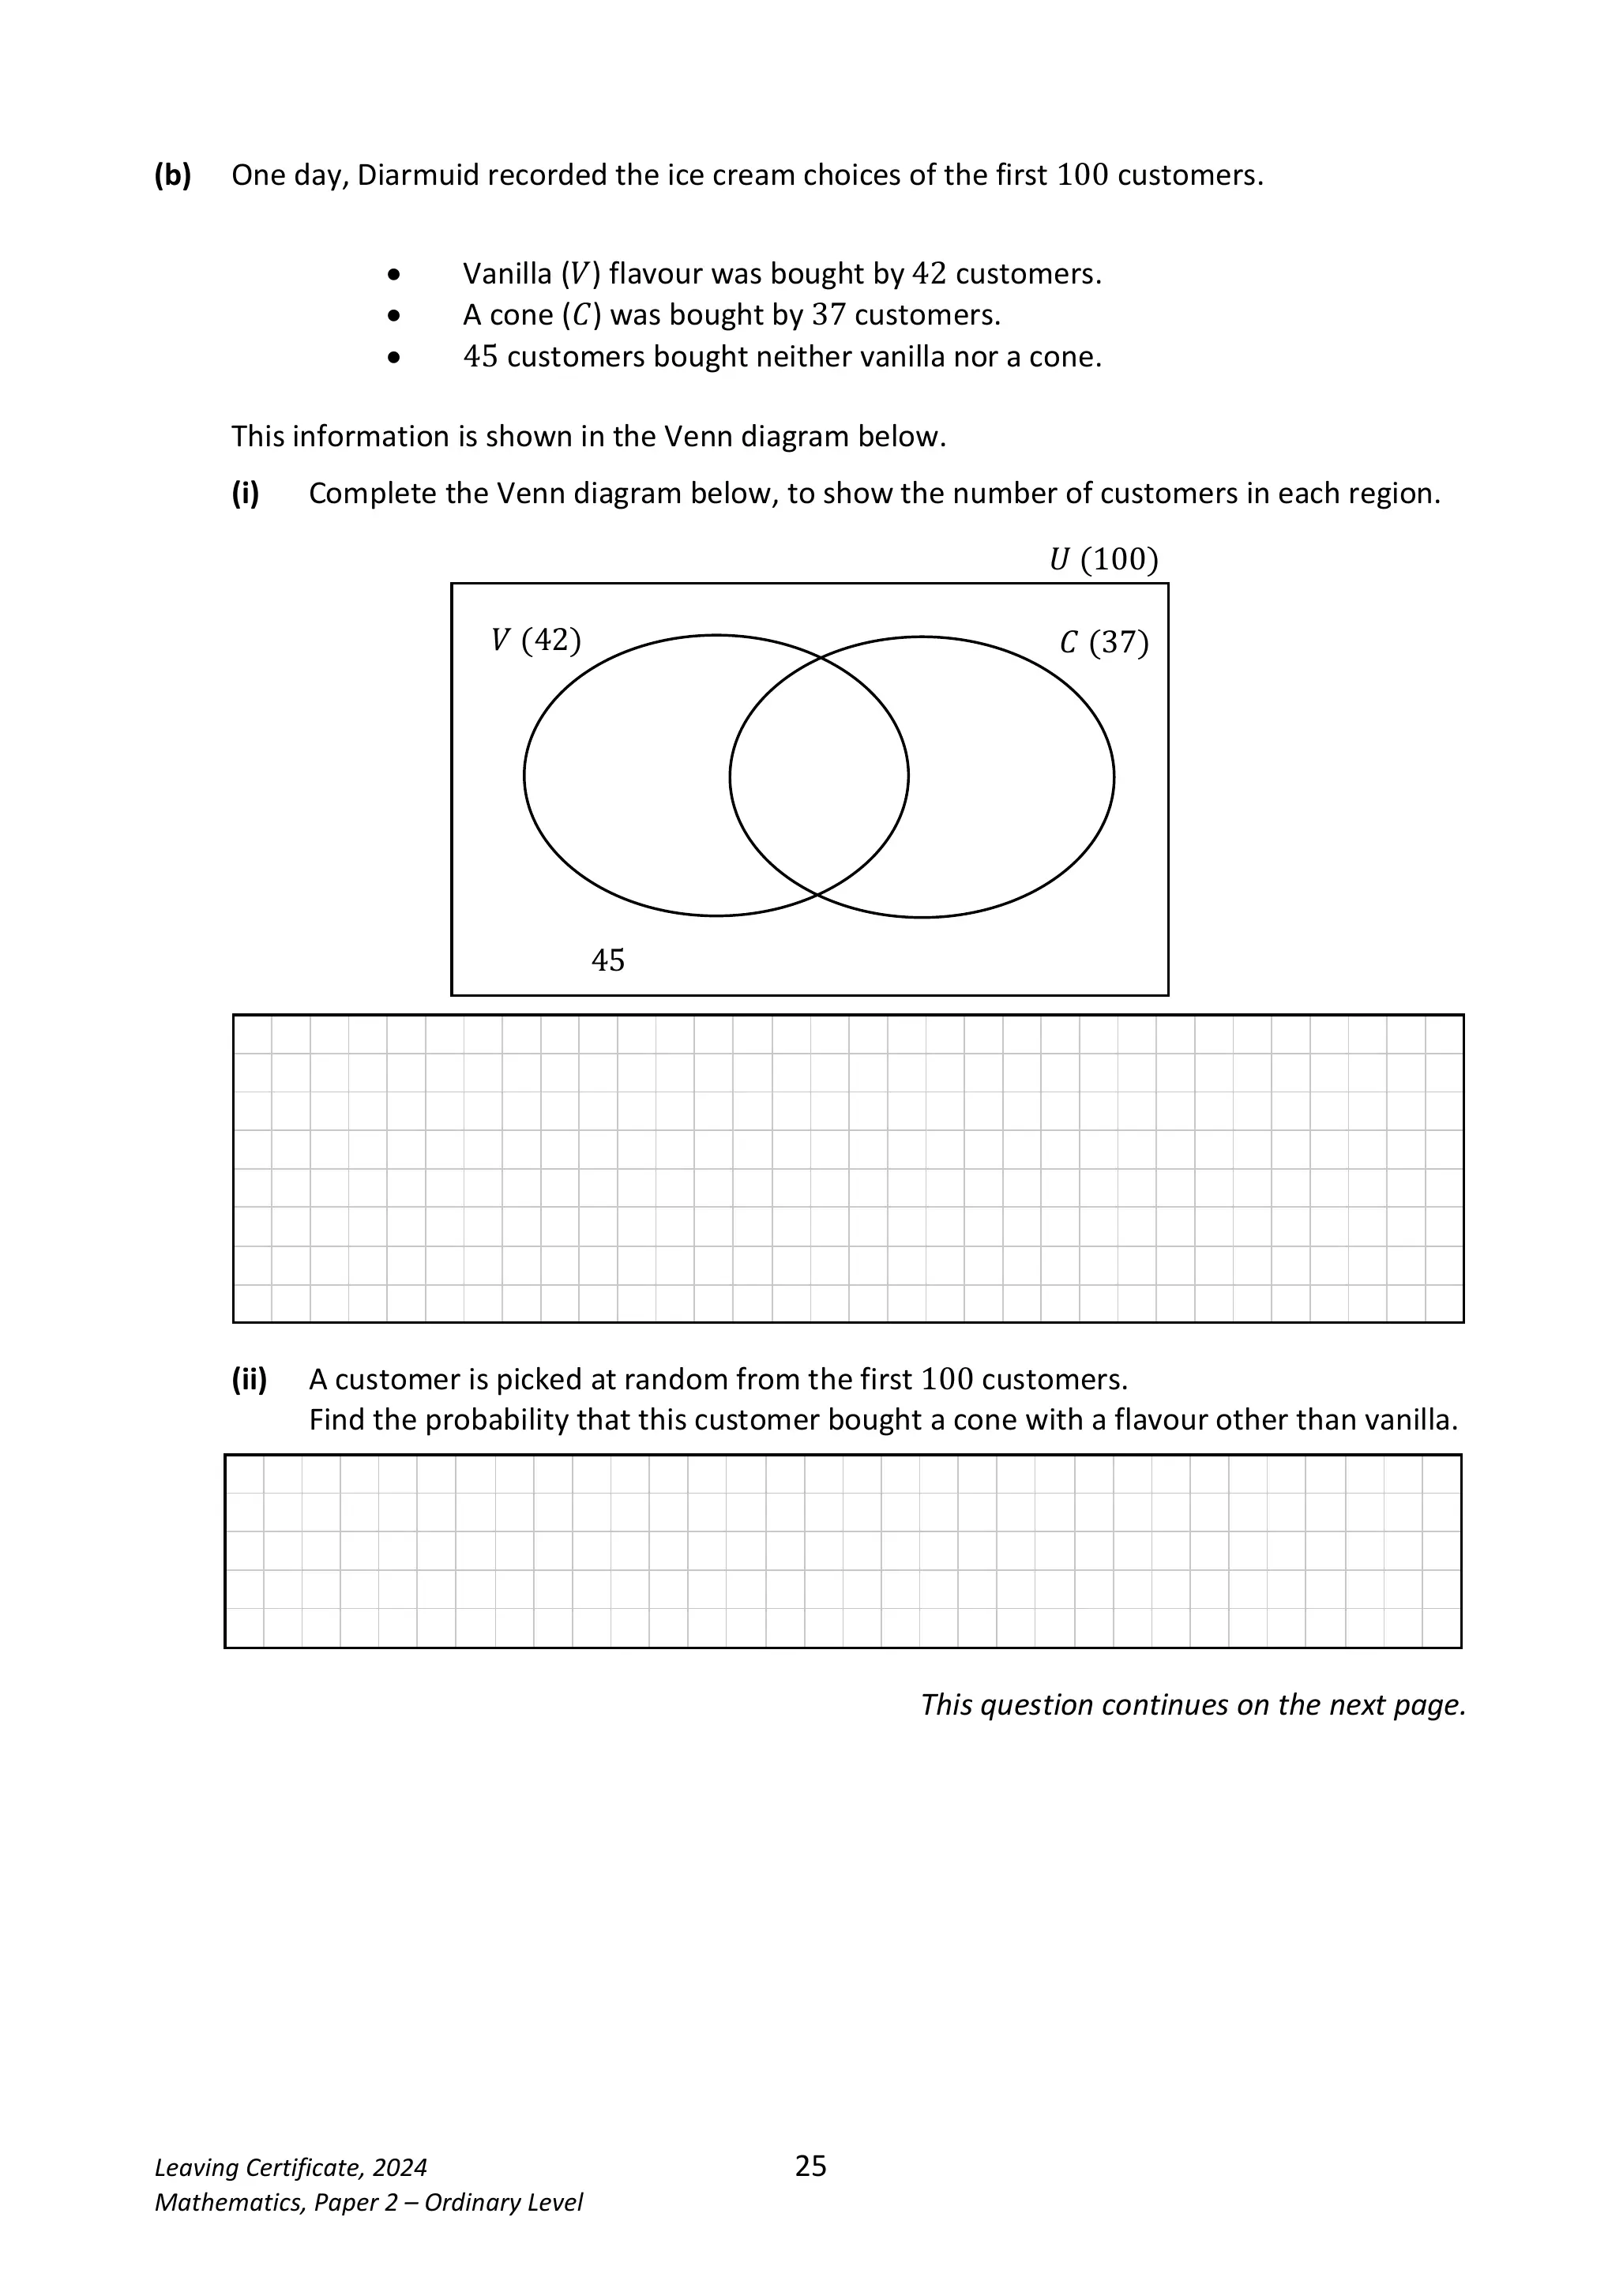 (b) One day, Diarmuid recorded the ice cream choices of the first 100 customers.
• Vanilla (V) flavour was bought by 42 customers.
• A cone (C) was bought by 37 customers.
• 45 customers bought neither vanilla nor a cone.
This information is shown in the Venn diagram below.
(i) Complete the Venn diagram below, to show the number of customers in each region.
U (100)
V (42)
C (37)
45
(ii) A customer is picked at random from the first 100 customers.
Find the probability that this customer bought a cone with a flavour other than vanilla.
This question continues on the next page.
Leaving Certificate, 2024
25
Mathematics, Paper 2 – Ordinary Level